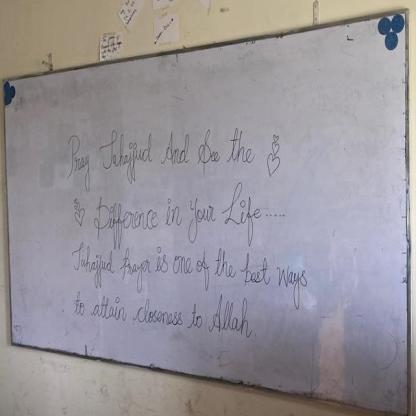 Pray Tahajjud And See the
Difference in Your Life.....
Tahajjud prayer is one of the best ways
to attain closeness to Allah